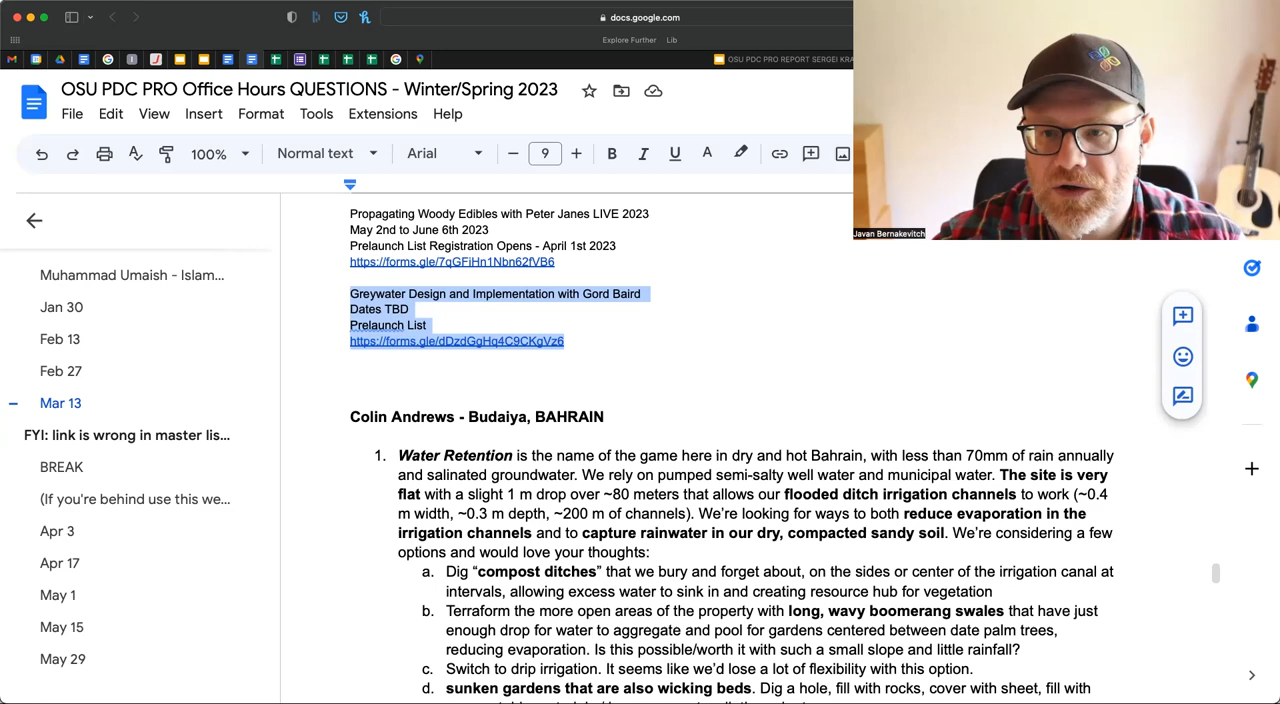 docs.google.com
Explore Further Lib
OSU PDC PRO REPORT SERGEI KRA
OSU PDC PRO Office Hours QUESTIONS - Winter/Spring 2023
File Edit View Insert Format Tools Extensions Help
100% Normal text Arial 9 B I U A
Javan Bernakevitch
Propagating Woody Edibles with Peter Janes LIVE 2023
May 2nd to June 6th 2023
Prelaunch List Registration Opens - April 1st 2023
https://forms.gle/7qGFiHn1Nbn62fVB6
Greywater Design and Implementation with Gord Baird
Dates TBD
Prelaunch List
https://forms.gle/dDzdGgHq4C9CKgVz6
Muhammad Umaish - Islam...
Jan 30
Feb 13
Feb 27
Mar 13
FYI: link is wrong in master lis...
BREAK
(If you're behind use this we...
Apr 3
Apr 17
May 1
May 15
May 29
Colin Andrews - Budaiya, BAHRAIN
1. Water Retention is the name of the game here in dry and hot Bahrain, with less than 70mm of rain annually
and salinated groundwater. We rely on pumped semi-salty well water and municipal water. The site is very
flat with a slight 1 m drop over ~80 meters that allows our flooded ditch irrigation channels to work (~0.4
m width, ~0.3 m depth, ~200 m of channels). We're looking for ways to both reduce evaporation in the
irrigation channels and to capture rainwater in our dry, compacted sandy soil. We're considering a few
options and would love your thoughts:
a. Dig “compost ditches” that we bury and forget about, on the sides or center of the irrigation canal at
intervals, allowing excess water to sink in and creating resource hub for vegetation
b. Terraform the more open areas of the property with long, wavy boomerang swales that have just
enough drop for water to aggregate and pool for gardens centered between date palm trees,
reducing evaporation. Is this possible/worth it with such a small slope and little rainfall?
c. Switch to drip irrigation. It seems like we'd lose a lot of flexibility with this option.
d. sunken gardens that are also wicking beds. Dig a hole, fill with rocks, cover with sheet, fill with